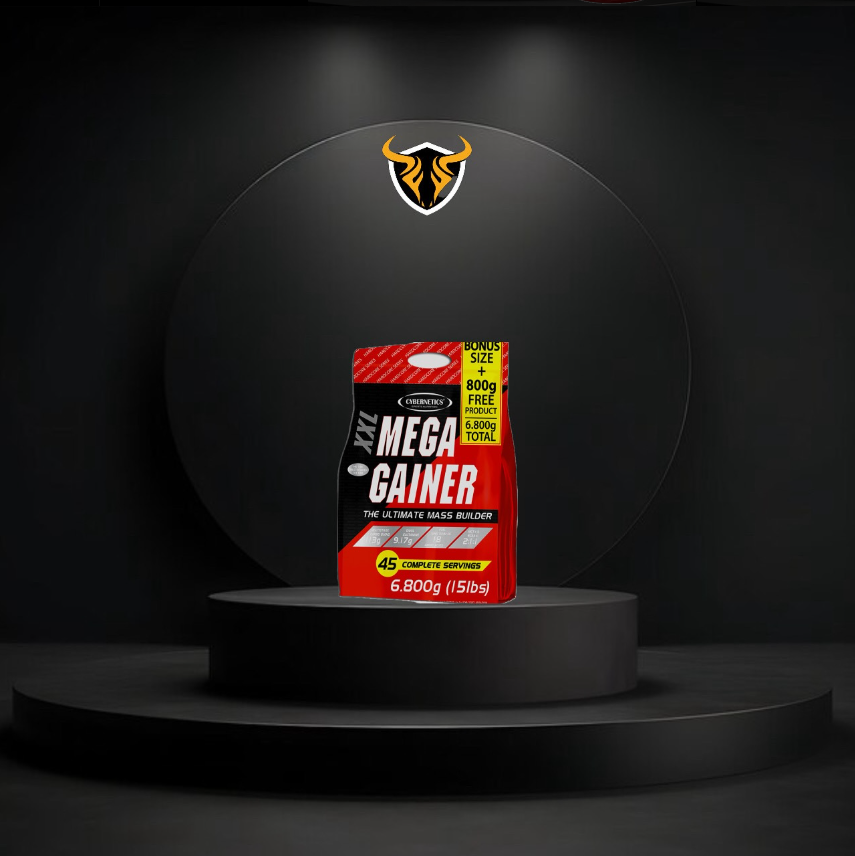 BONUS
SIZE
+
800g
FREE
PRODUCT
6.800g
TOTAL
CYBERNETICS
XXL
MEGA
GAINER
THE ULTIMATE MASS BUILDER
45 COMPLETE SERVINGS
6.800g (15lbs)